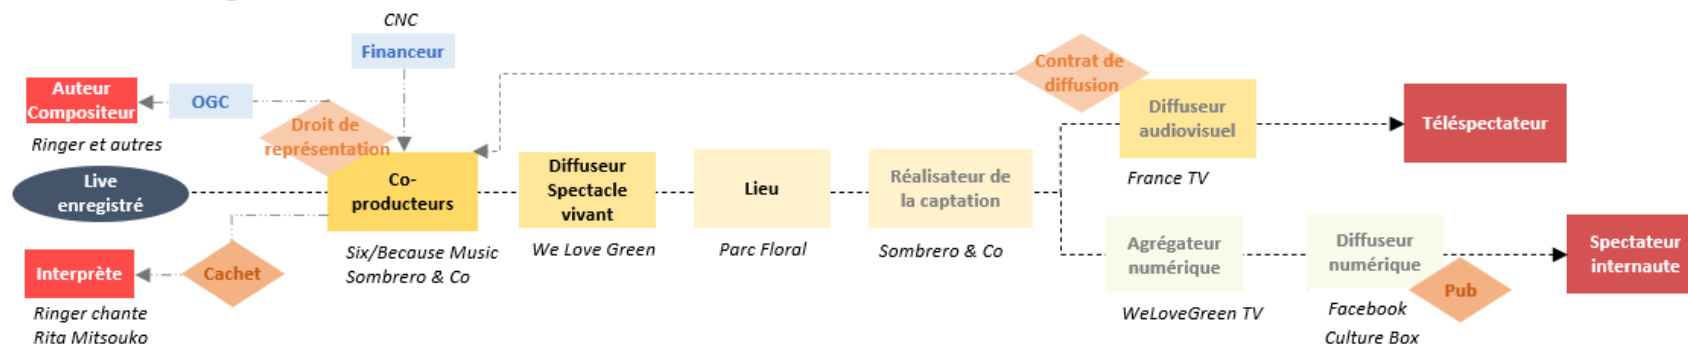 CNC
Financeur
Auteur
Compositeur
OGC
Ringer et autres
Droit de
représentation
Contrat de
diffusion
Live
enregistré
Co-
producteurs
Six/Because Music
Sombrero & Co
Diffuseur
Spectacle
vivant
We Love Green
Lieu
Parc Floral
Réalisateur de
la captation
Sombrero & Co
Diffuseur
audiovisuel
France TV
Téléspectateur
Interprète
Ringer chante
Rita Mitsouko
Cachet
Agrégateur
numérique
WeLoveGreen TV
Diffuseur
numérique
Facebook
Culture Box
Pub
Spectateur
internaute